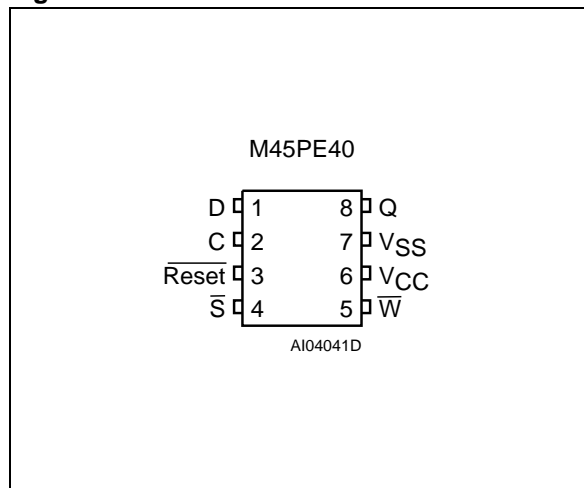 M45PE40
D 1 8 Q
C 2 7 VSS
Reset 3 6 VCC
S 4 5 W
AI04041D